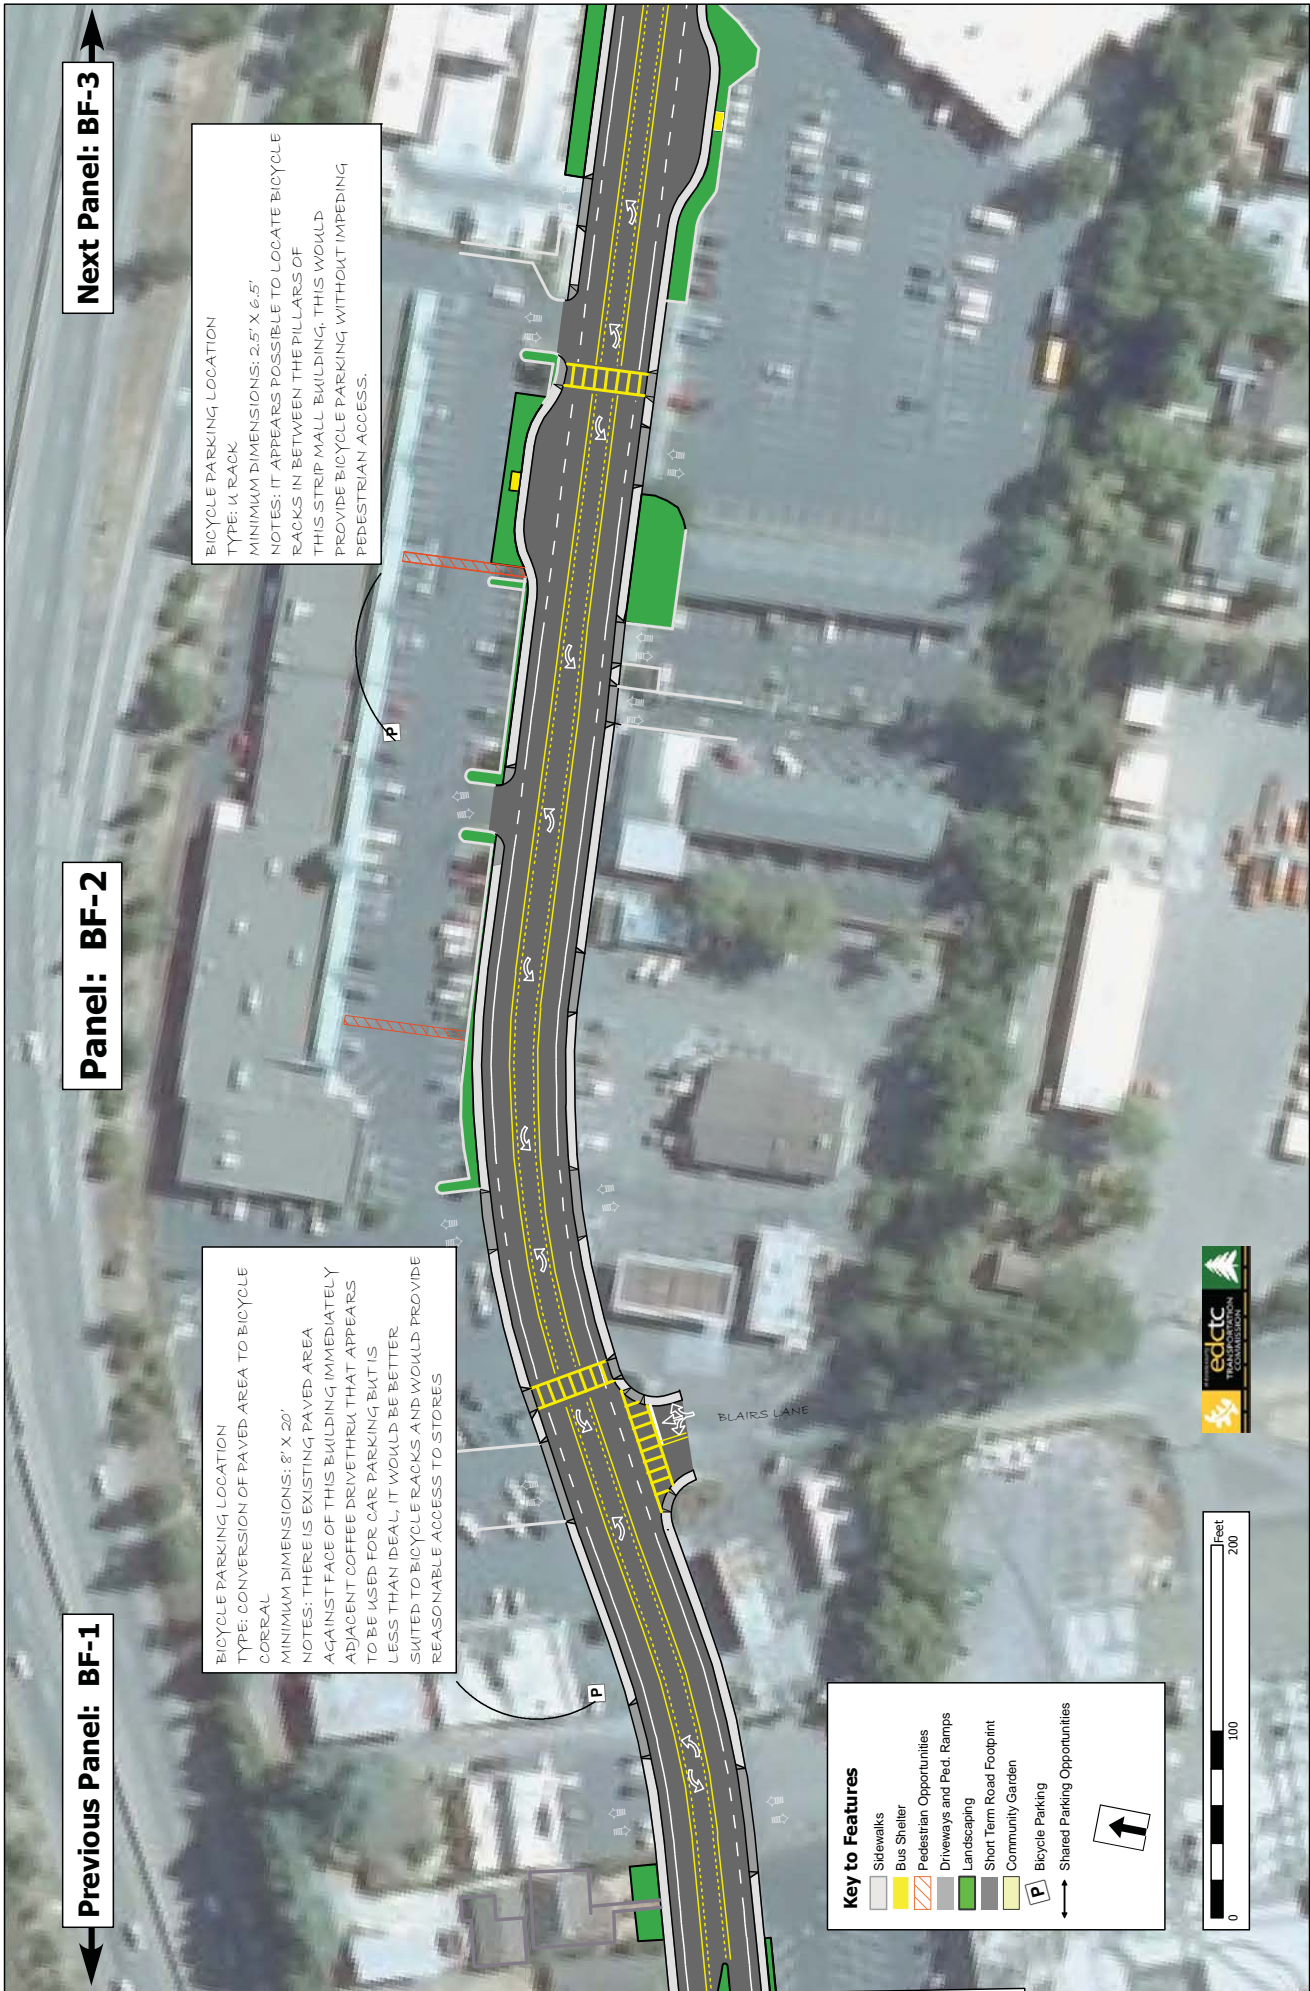 Previous Panel: BF-1
Panel: BF-2
Next Panel: BF-3
BICYCLE PARKING LOCATION
TYPE: CONVERSION OF PAVED AREA TO BICYCLE
CORRAL
MINIMUM DIMENSIONS: 8' X 20'
NOTES: THERE IS EXISTING PAVED AREA
AGAINST FACE OF THIS BUILDING IMMEDIATELY
ADJACENT COFFEE DRIVETHRU THAT APPEARS
TO BE USED FOR CAR PARKING BUT IS
LESS THAN IDEAL, IT WOULD BE BETTER
SUITED TO BICYCLE RACKS AND WOULD PROVIDE
REASONABLE ACCESS TO STORES
BICYCLE PARKING LOCATION
TYPE: U RACK
MINIMUM DIMENSIONS: 2.5' X 6.5'
NOTES: IT APPEARS POSSIBLE TO LOCATE BICYCLE
RACKS IN BETWEEN THE PILLARS OF
THIS STRIP MALL BUILDING. THIS WOULD
PROVIDE BICYCLE PARKING WITHOUT IMPEDING
PEDESTRIAN ACCESS.
P
P
BLAIRS LANE
Key to Features
Sidewalks
Bus Shelter
Pedestrian Opportunities
Driveways and Ped. Ramps
Landscaping
Short Term Road Footprint
Community Garden
P Bicycle Parking
Shared Parking Opportunities
0 100 200
Feet
edctc
TRANSPORTATION
COMMISSION